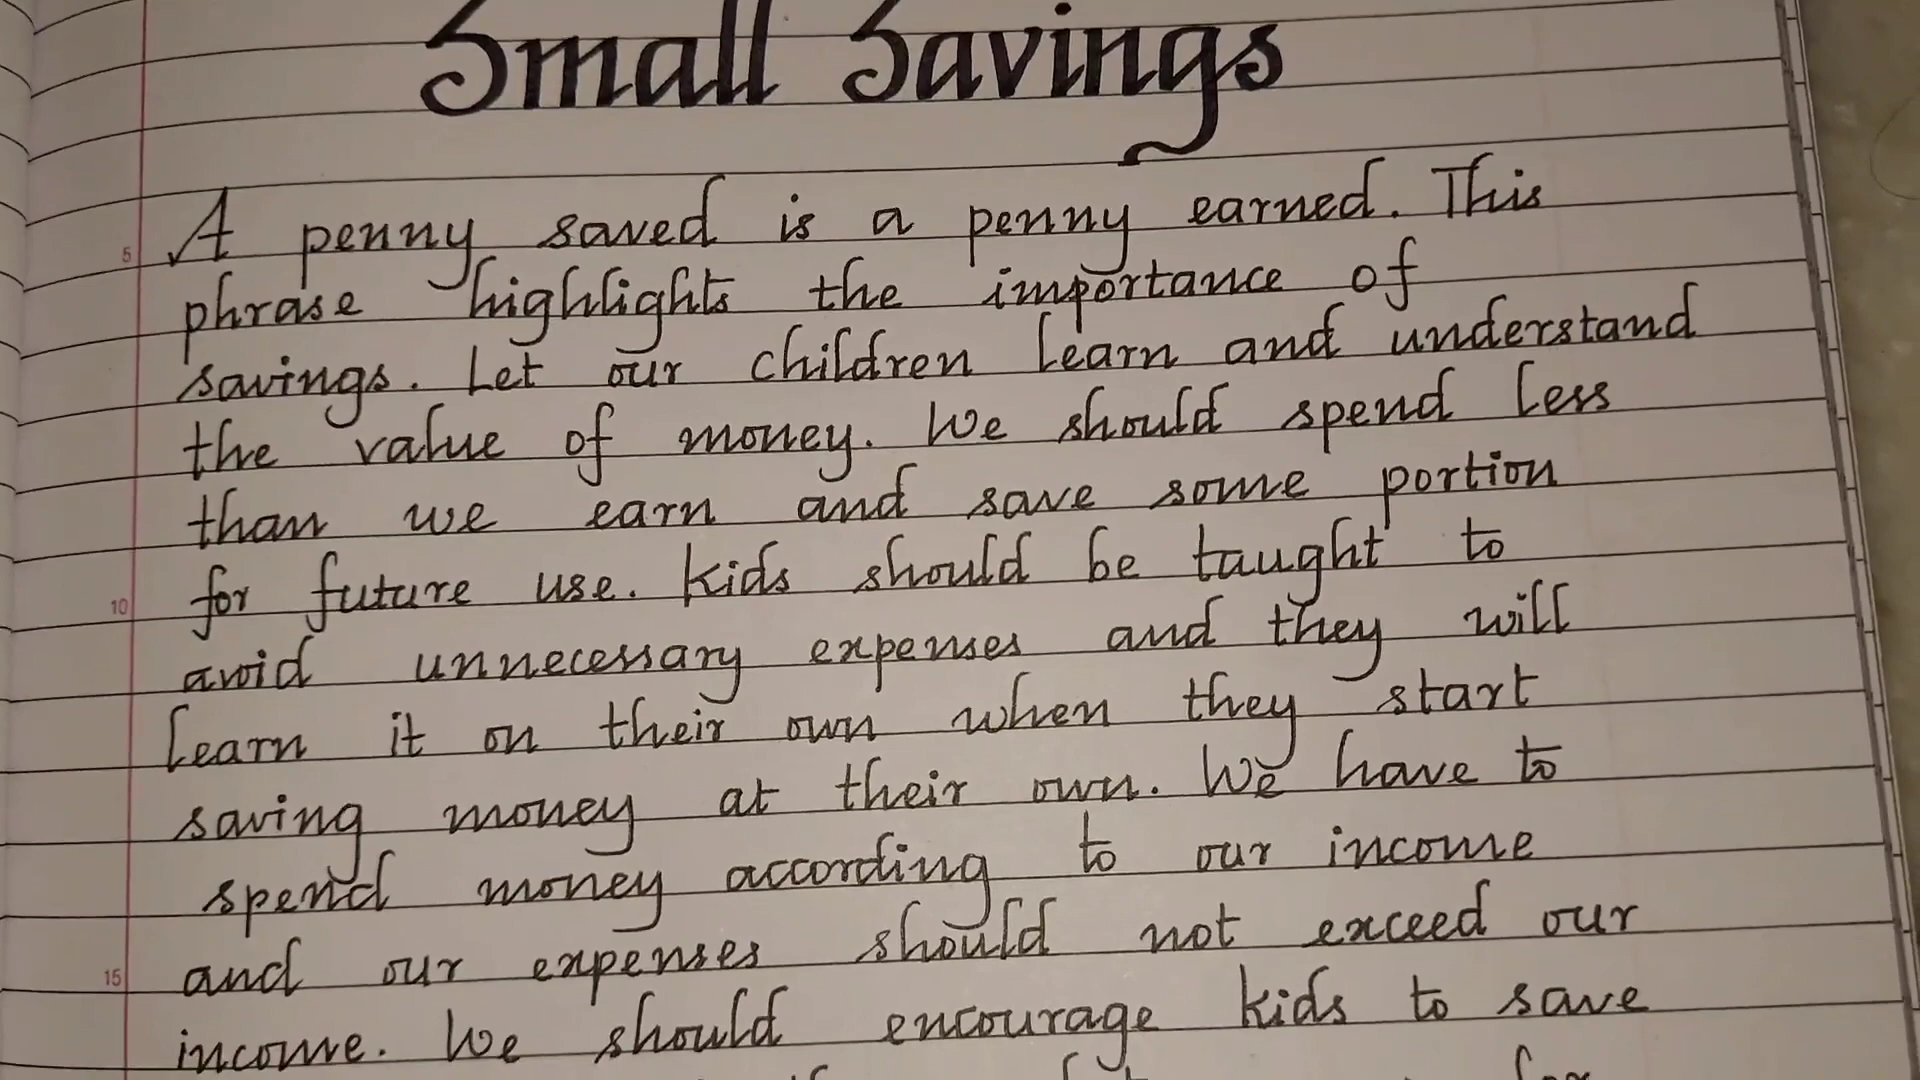 Small Savings
A penny saved is a penny earned. This
phrase highlights the importance of
savings. Let our children learn and understand
the value of money. We should spend less
5
than we earn and save some portion
for future use. Kids should be taught to
10
avoid unnecessary expenses and they will
learn it on their own when they start
saving money at their own. We have to
spend money according to our income
and our expenses should not exceed our
15
income. We should encourage kids to save
for